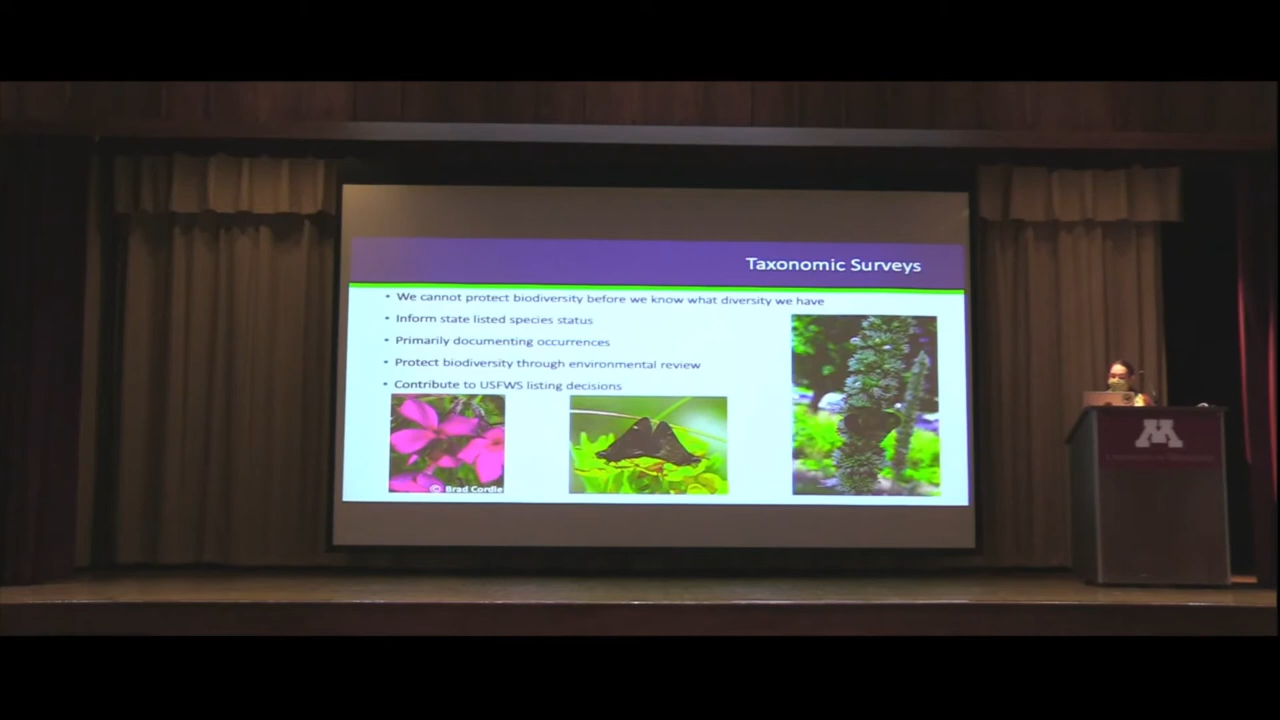 Taxonomic Surveys
• We cannot protect biodiversity before we know what diversity we have
• Inform state listed species status
• Primarily documenting occurrences
• Protect biodiversity through environmental review
• Contribute to USFWS listing decisions
© Brad Cordle
M